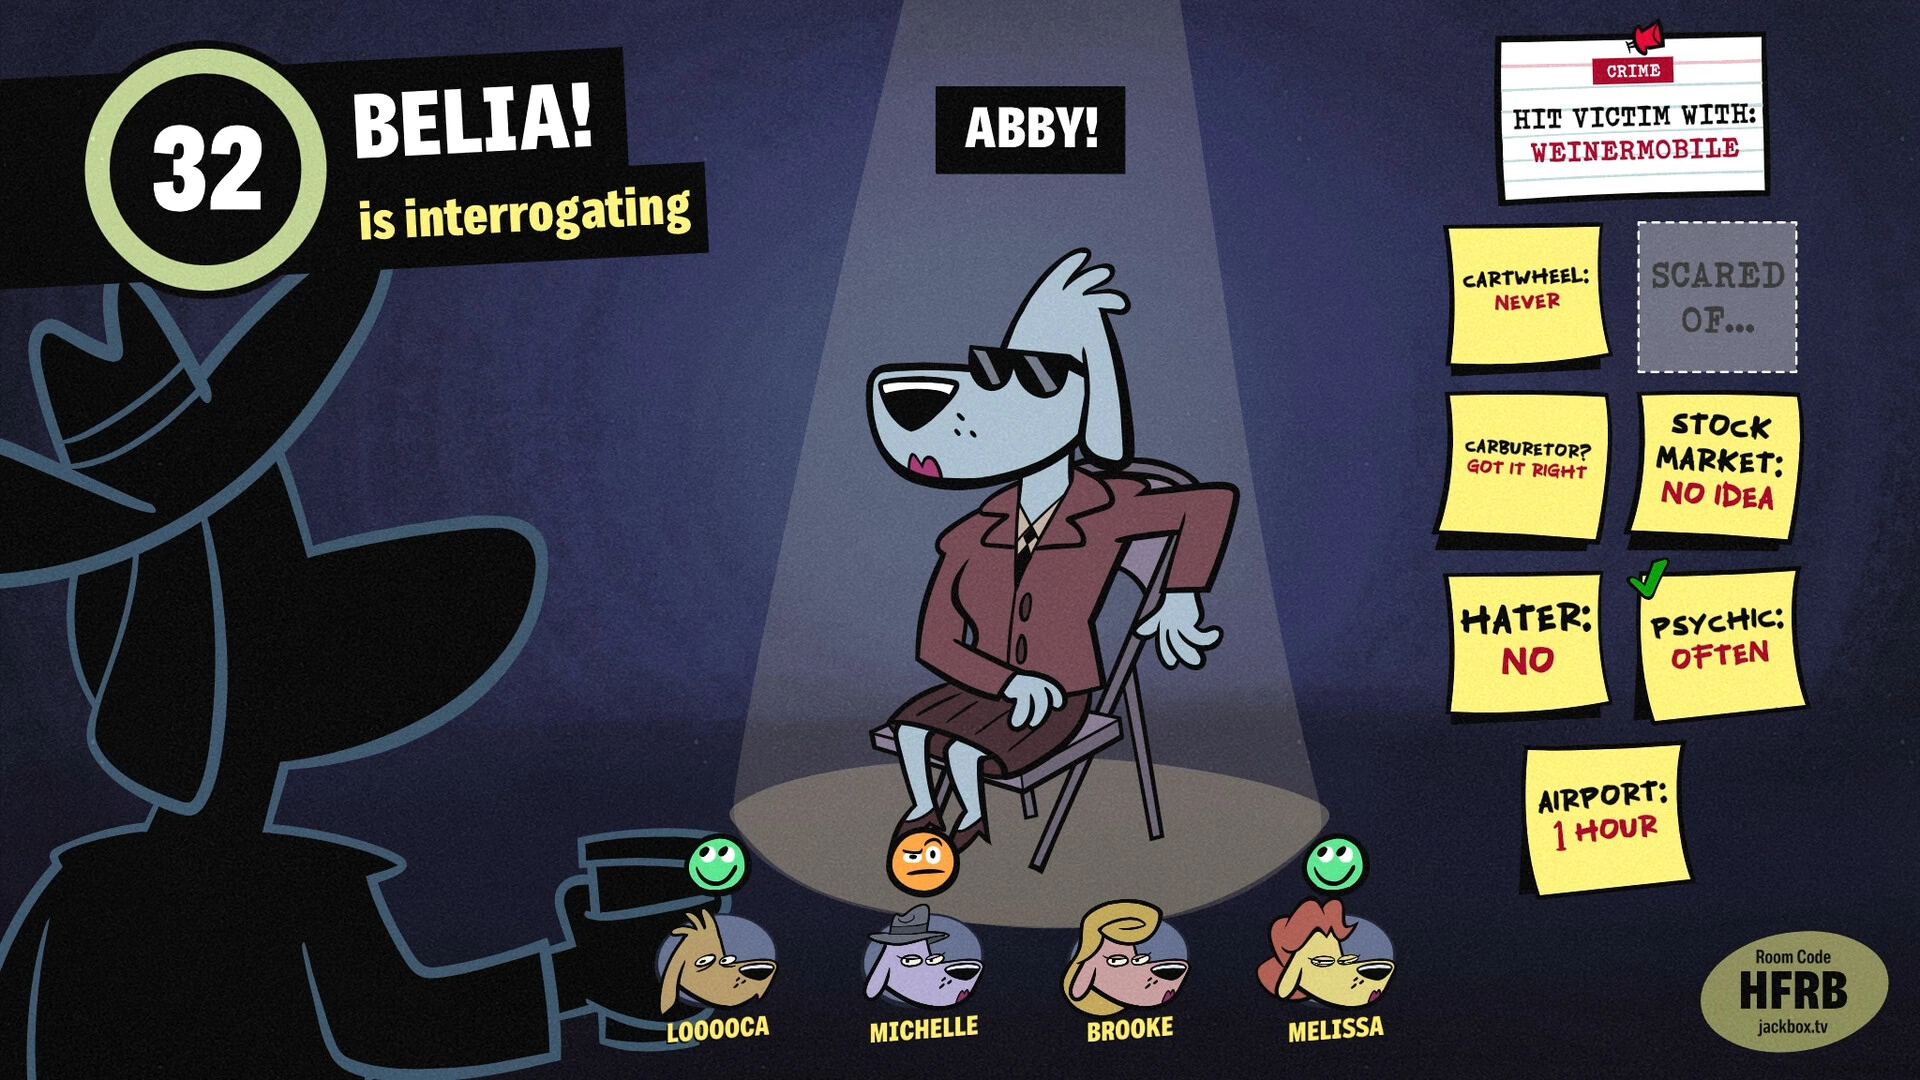 32
BELIA!
is interrogating
ABBY!
CRIME
HIT VICTIM WITH:
WEINERMOBILE
CARTWHEEL:
NEVER
SCARED
OF...
CARBURETOR?
GOT IT RIGHT
STOCK
MARKET:
NO IDEA
HATER:
NO
PSYCHIC:
OFTEN
AIRPORT:
1 HOUR
LOOOOCA
MICHELLE
BROOKE
MELISSA
Room Code
HFRB
jackbox.tv